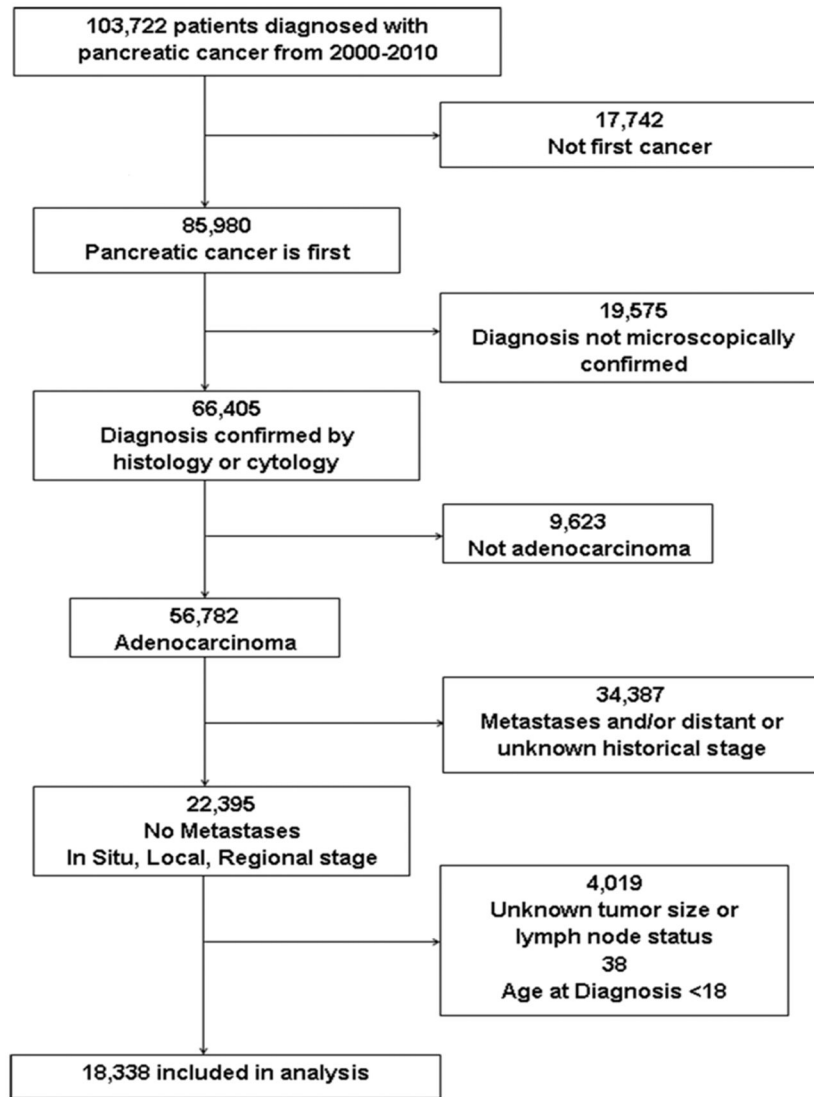 103,722 patients diagnosed with
pancreatic cancer from 2000-2010
17,742
Not first cancer
85,980
Pancreatic cancer is first
19,575
Diagnosis not microscopically
confirmed
66,405
Diagnosis confirmed by
histology or cytology
9,623
Not adenocarcinoma
56,782
Adenocarcinoma
34,387
Metastases and/or distant or
unknown historical stage
22,395
No Metastases
In Situ, Local, Regional stage
4,019
Unknown tumor size or
lymph node status
38
Age at Diagnosis <18
18,338 included in analysis